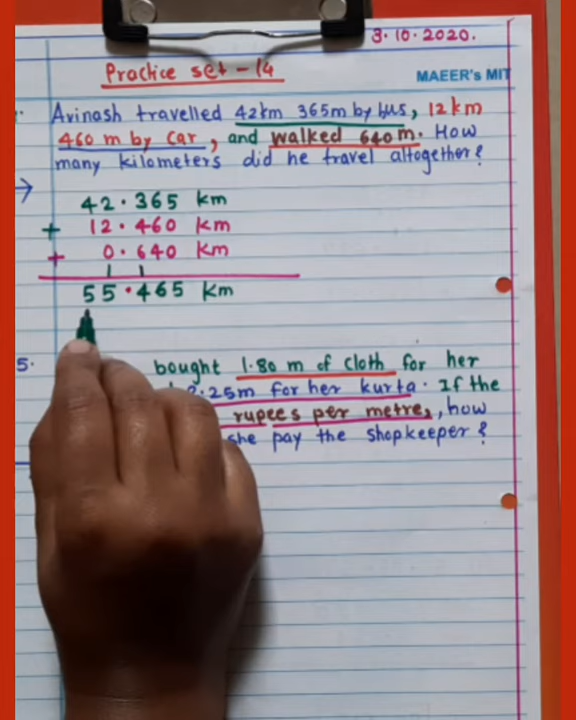 3.10.2020.
Practice set - 14
MAEER's MIT
Avinash travelled 42km 365m by bus, 12km
460 m by car, and walked 640m. How
many kilometers did he travel altogether?
→
42.365 km
+ 12.460 km
+ 0.640 km
1 1
55.465 km
5. bought 1.80 m of cloth for her
2.25m for her kurta. If the
rupees per metre, how
she pay the shopkeeper?